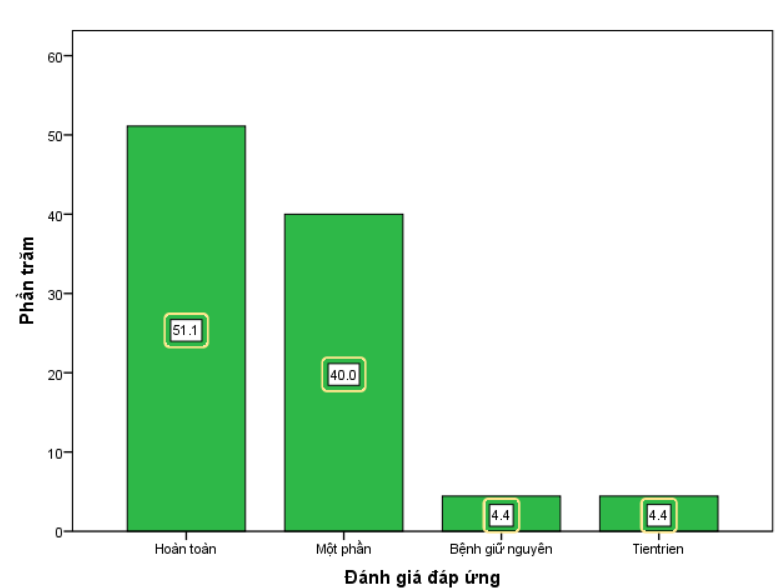 Phần trăm
60
50
40
30
20
10
0
51.1
40.0
4.4
4.4
Hoàn toàn
Một phần
Bệnh giữ nguyên
Tientrien
Đánh giá đáp ứng